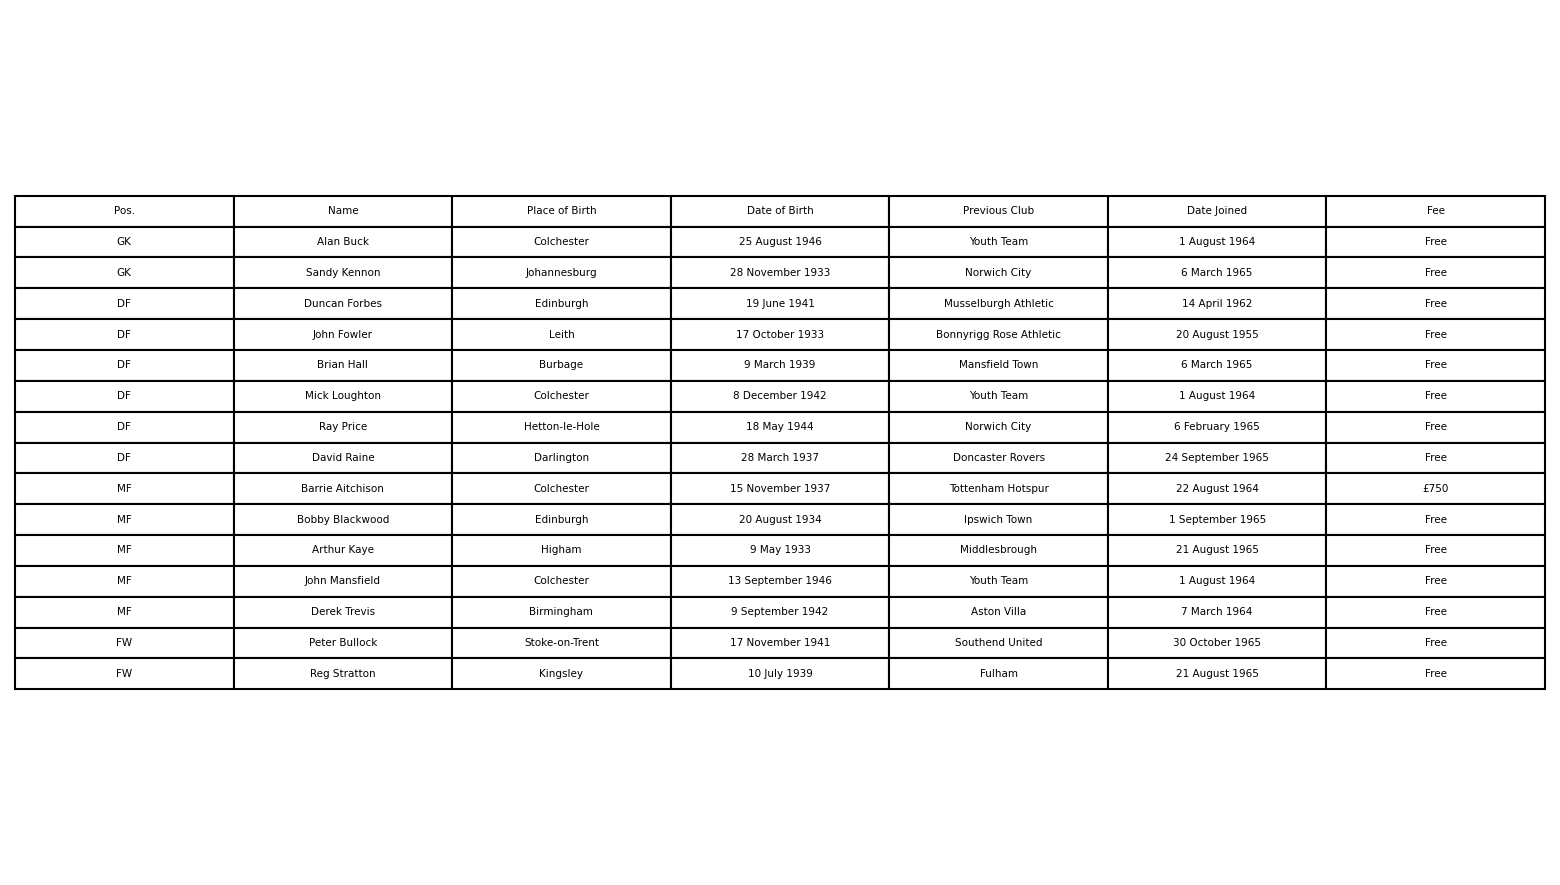 Pos. Name Place of Birth Date of Birth Previous Club Date Joined Fee
GK Alan Buck Colchester 25 August 1946 Youth Team 1 August 1964 Free
GK Sandy Kennon Johannesburg 28 November 1933 Norwich City 6 March 1965 Free
DF Duncan Forbes Edinburgh 19 June 1941 Musselburgh Athletic 14 April 1962 Free
DF John Fowler Leith 17 October 1933 Bonnyrigg Rose Athletic 20 August 1955 Free
DF Brian Hall Burbage 9 March 1939 Mansfield Town 6 March 1965 Free
DF Mick Loughton Colchester 8 December 1942 Youth Team 1 August 1964 Free
DF Ray Price Hetton-le-Hole 18 May 1944 Norwich City 6 February 1965 Free
DF David Raine Darlington 28 March 1937 Doncaster Rovers 24 September 1965 Free
MF Barrie Aitchison Colchester 15 November 1937 Tottenham Hotspur 22 August 1964 £750
MF Bobby Blackwood Edinburgh 20 August 1934 Ipswich Town 1 September 1965 Free
MF Arthur Kaye Higham 9 May 1933 Middlesbrough 21 August 1965 Free
MF John Mansfield Colchester 13 September 1946 Youth Team 1 August 1964 Free
MF Derek Trevis Birmingham 9 September 1942 Aston Villa 7 March 1964 Free
FW Peter Bullock Stoke-on-Trent 17 November 1941 Southend United 30 October 1965 Free
FW Reg Stratton Kingsley 10 July 1939 Fulham 21 August 1965 Free